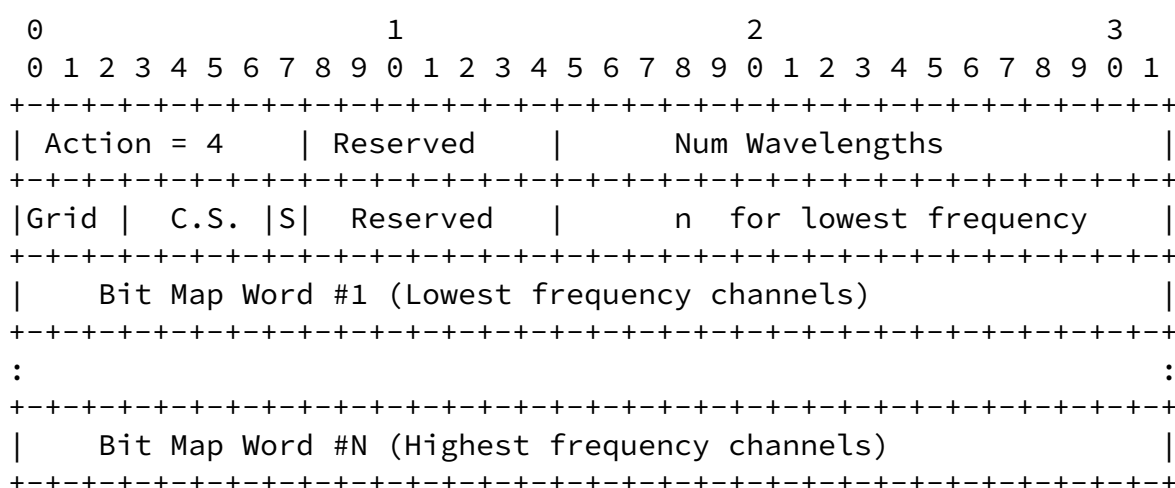 0                   1                   2                   3
 0 1 2 3 4 5 6 7 8 9 0 1 2 3 4 5 6 7 8 9 0 1 2 3 4 5 6 7 8 9 0 1
+-+-+-+-+-+-+-+-+-+-+-+-+-+-+-+-+-+-+-+-+-+-+-+-+-+-+-+-+-+-+-+-+
| Action = 4    | Reserved    |      Num Wavelengths            |
+-+-+-+-+-+-+-+-+-+-+-+-+-+-+-+-+-+-+-+-+-+-+-+-+-+-+-+-+-+-+-+-+
|Grid |  C.S. |S|  Reserved   |      n  for lowest frequency    |
+-+-+-+-+-+-+-+-+-+-+-+-+-+-+-+-+-+-+-+-+-+-+-+-+-+-+-+-+-+-+-+-+
|    Bit Map Word #1 (Lowest frequency channels)                |
+-+-+-+-+-+-+-+-+-+-+-+-+-+-+-+-+-+-+-+-+-+-+-+-+-+-+-+-+-+-+-+-+
:                                                               :
+-+-+-+-+-+-+-+-+-+-+-+-+-+-+-+-+-+-+-+-+-+-+-+-+-+-+-+-+-+-+-+-+
|    Bit Map Word #N (Highest frequency channels)               |
+-+-+-+-+-+-+-+-+-+-+-+-+-+-+-+-+-+-+-+-+-+-+-+-+-+-+-+-+-+-+-+-+